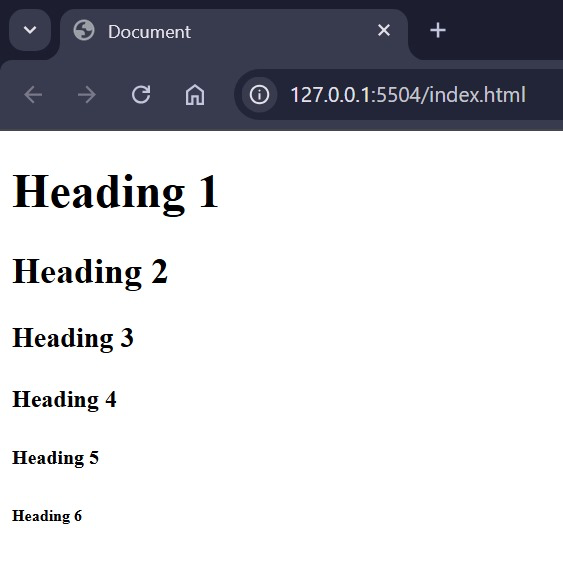 Document
127.0.0.1:5504/index.html
Heading 1
Heading 2
Heading 3
Heading 4
Heading 5
Heading 6